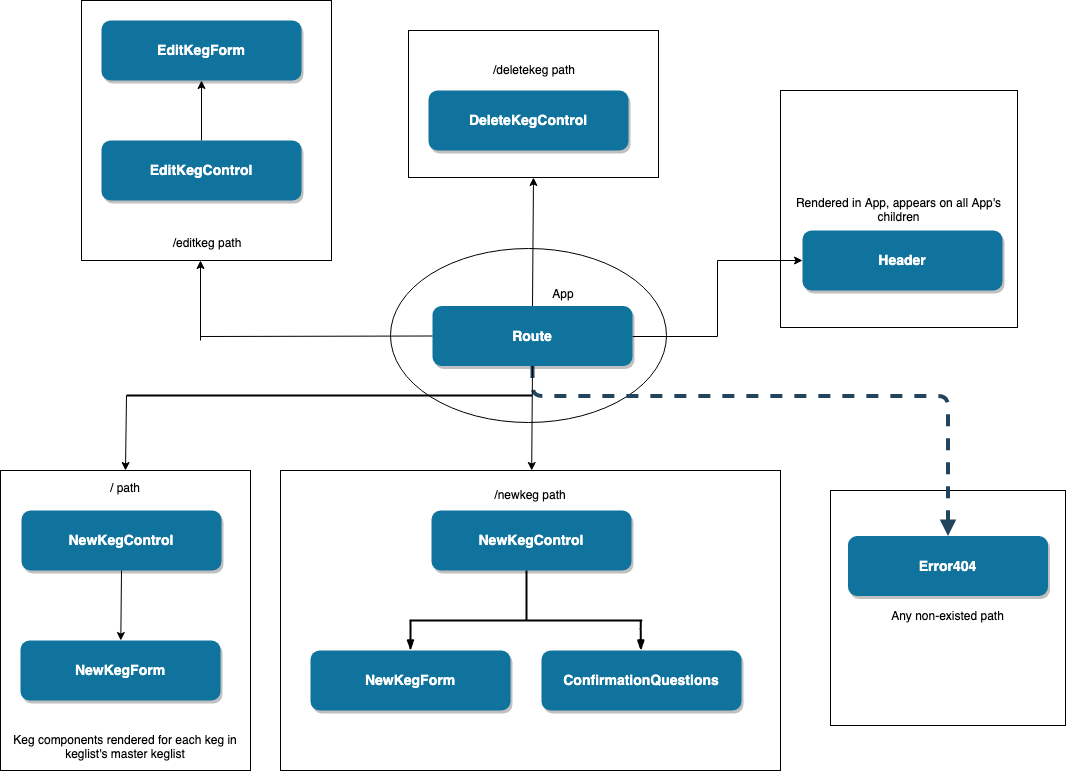 EditKegForm
EditKegControl
/editkeg path
/deletekeg path
DeleteKegControl
Rendered in App, appears on all App's
children
Header
App
Route
/ path
NewKegControl
NewKegForm
Keg components rendered for each keg in
keglist's master keglist
/newkeg path
NewKegControl
NewKegForm
ConfirmationQuestions
Error404
Any non-existed path